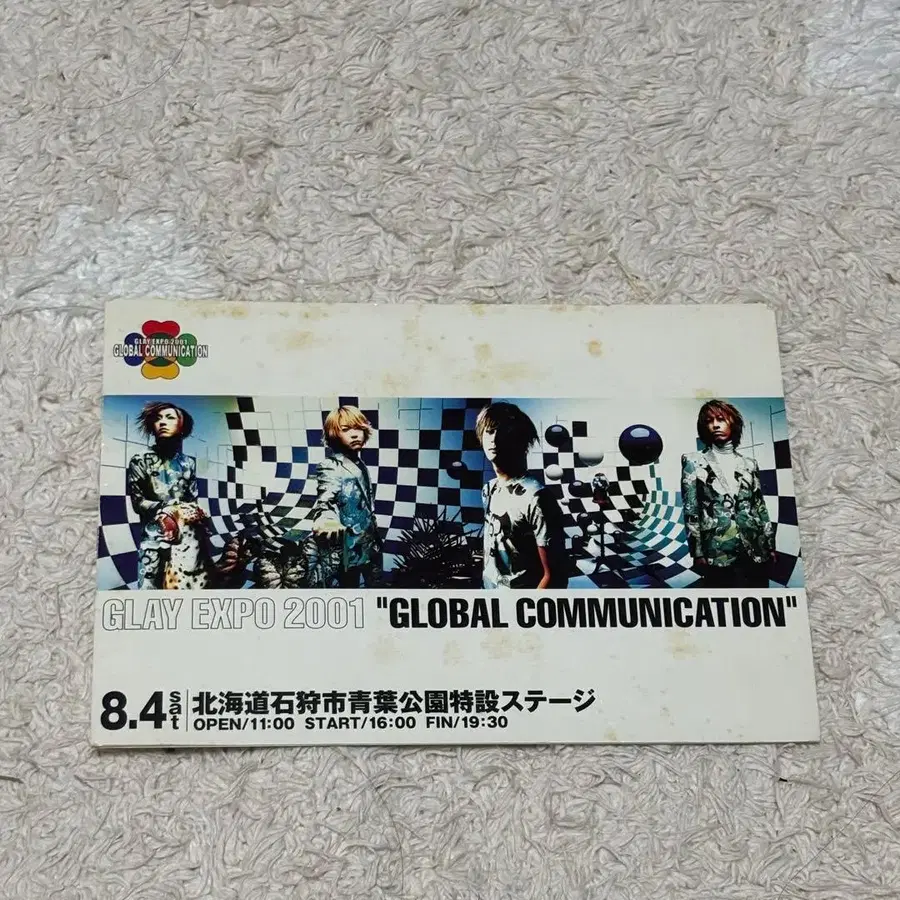 GLAY EXPO 2001
GLOBAL COMMUNICATION
GLAY EXPO 2001 "GLOBAL COMMUNICATION"
8.4 sat 北海道石狩市青葉公園特設ステージ
OPEN/11:00 START/16:00 FIN/19:30